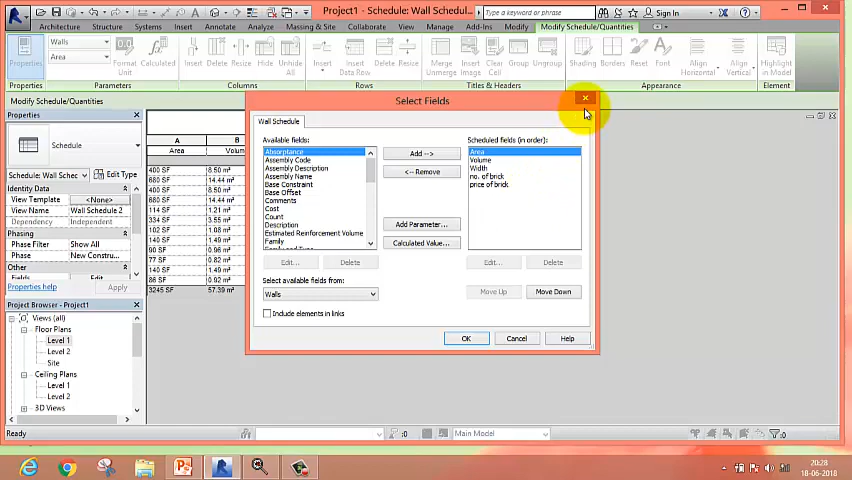 Project1 - Schedule: Wall Schedul...
Type a keyword or phrase
Sign In
Architecture Structure Systems Insert Annotate Analyze Massing & Site Collaborate View Manage Add-Ins Modify Modify Schedule/Quantities
Walls
Area
Properties
Format Unit
Calculated
Insert
Delete
Resize
Hide
Unhide All
Insert
Insert Data Row
Delete
Resize
Merge Unmerge
Insert Image
Clear Cell
Group
Ungroup
Shading
Borders
Reset
Font
Align Horizontal
Align Vertical
Highlight in Model
Properties Parameters Columns Rows Titles & Headers Appearance Element
Modify Schedule/Quantities
Properties
Schedule
Schedule: Wall Schec
Edit Type
Identity Data
View Template <None>
View Name Wall Schedule 2
Dependency Independent
Phasing
Phase Filter Show All
Phase New Constru...
Other
Fields Edit...
Properties help
Apply
Project Browser - Project1
Views (all)
Floor Plans
Level 1
Level 2
Site
Ceiling Plans
Level 1
Level 2
3D Views
A B
Area Volum
400 SF 8.50 m³
680 SF 14.44 m³
400 SF 8.50 m³
680 SF 14.44 m³
114 SF 1.21 m³
334 SF 3.55 m³
102 SF 1.08 m³
140 SF 1.49 m³
90 SF 0.96 m³
77 SF 0.82 m³
140 SF 1.49 m³
86 SF 0.92 m³
3245 SF 57.39 m³
Select Fields
Wall Schedule
Available fields:
Absorptance
Assembly Code
Assembly Description
Assembly Name
Base Constraint
Base Offset
Comments
Cost
Count
Description
Estimated Reinforcement Volume
Family
Family and Type
Add -->
<-- Remove
Add Parameter...
Calculated Value...
Scheduled fields (in order):
Area
Volume
Width
no. of brick
price of brick
Edit...
Delete
Edit...
Delete
Select available fields from:
Walls
Move Up
Move Down
Include elements in links
OK
Cancel
Help
Ready
:0
Main Model
:0
20:28
18-06-2018